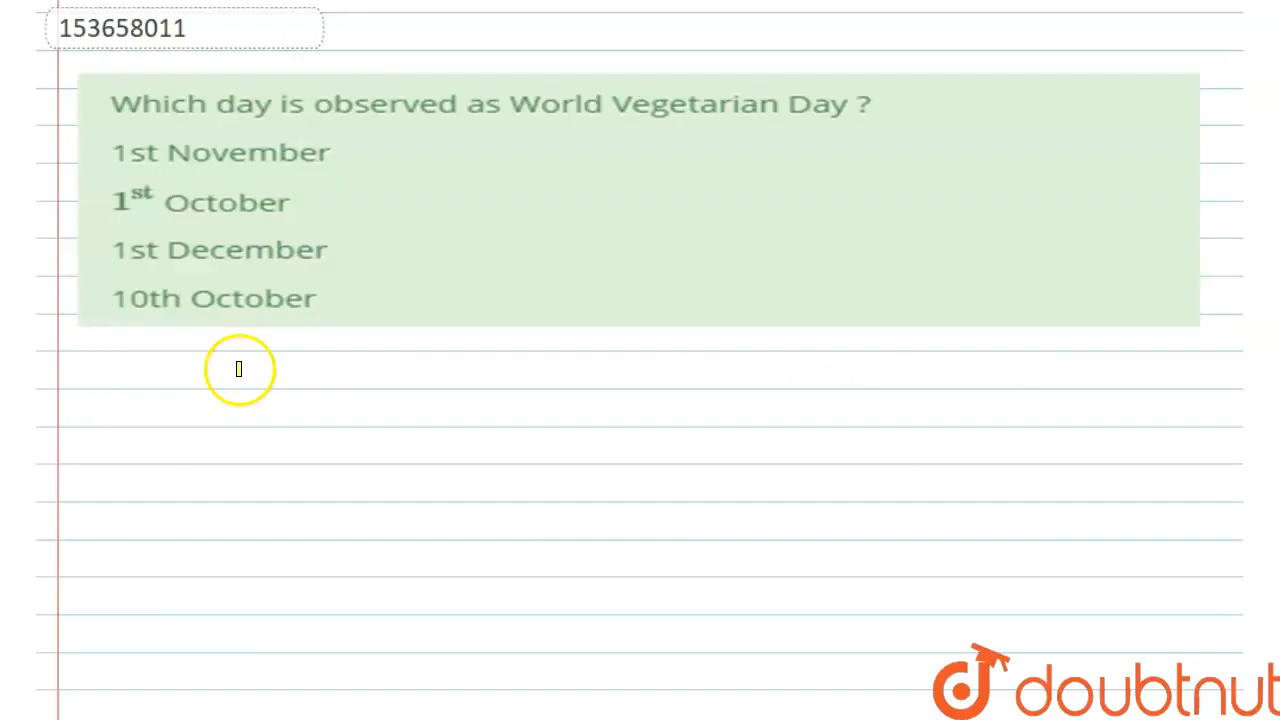 153658011
Which day is observed as World Vegetarian Day ?
1st November
1st October
1st December
10th October
doubtnut